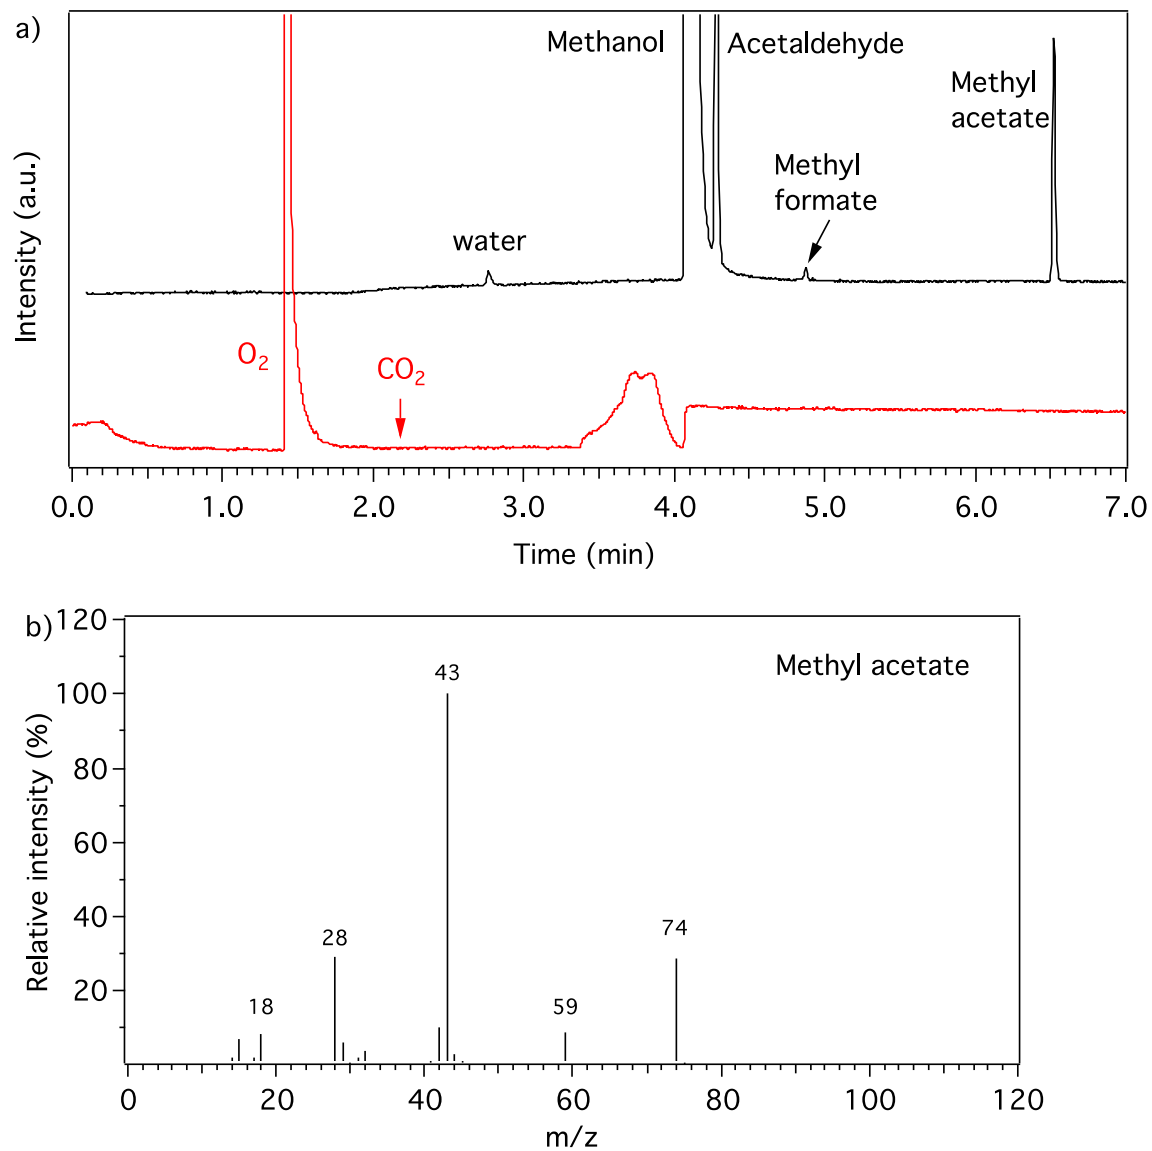 a)
Methanol
Acetaldehyde
Methyl
acetate
Methyl
formate
water
O₂
CO₂
Intensity (a.u.)
0.0 1.0 2.0 3.0 4.0 5.0 6.0 7.0
Time (min)
b)
Methyl acetate
120
100
80
60
40
20
Relative intensity (%)
18
28
43
59
74
0 20 40 60 80 100 120
m/z